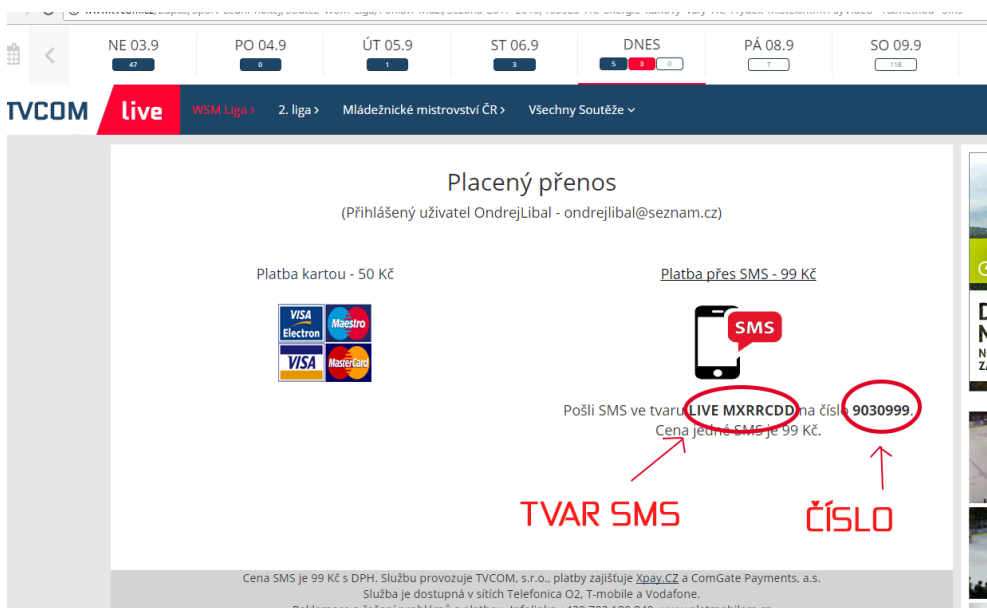 NE 03.9 PO 04.9 ÚT 05.9 ST 06.9 DNES PÁ 08.9 SO 09.9
47 0 1 3 5 3 0 7 118
TVCOM live WSM Liga > 2. liga > Mládežnické mistrovství ČR > Všechny Soutěže
Placený přenos
(Přihlášený uživatel OndrejLibal - ondrejlibal@seznam.cz)
Platba kartou - 50 Kč Platba přes SMS - 99 Kč
VISA Electron Maestro
VISA MasterCard
SMS
Pošli SMS ve tvaru LIVE MXRRCDD na číslo 9030999.
Cena jedné SMS je 99 Kč.
TVAR SMS ČÍSLO
Cena SMS je 99 Kč s DPH. Službu provozuje TVCOM, s.r.o., platby zajišťuje Xpay.CZ a ComGate Payments, a.s.
Služba je dostupná v sítích Telefonica O2, T-mobile a Vodafone.